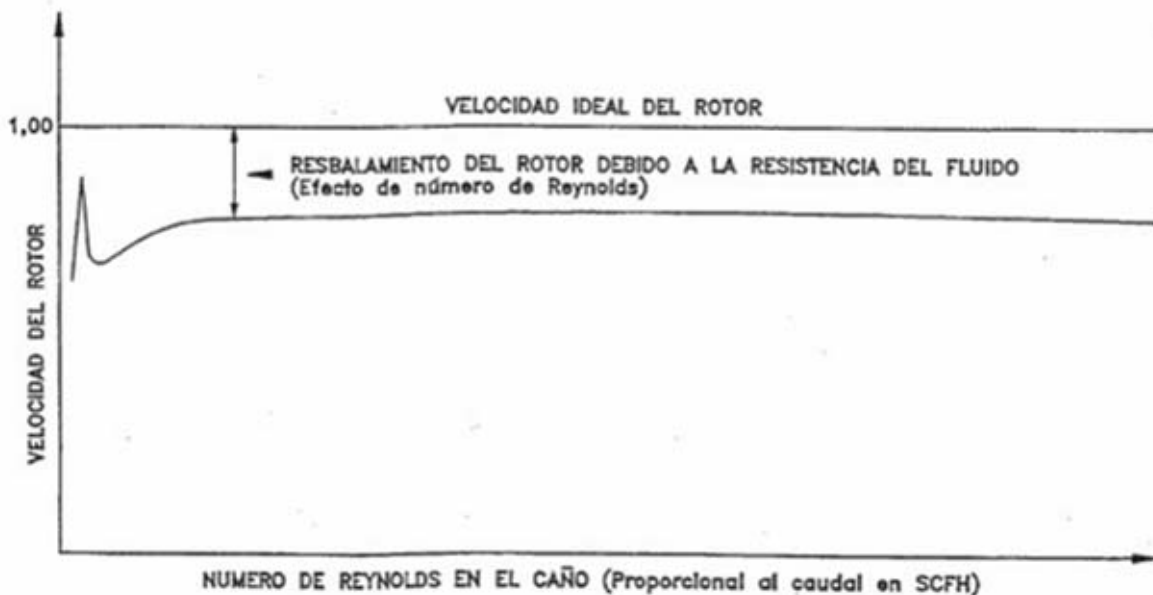 VELOCIDAD IDEAL DEL ROTOR
1,00
RESBALAMIENTO DEL ROTOR DEBIDO A LA RESISTENCIA DEL FLUIDO
(Efecto de número de Reynolds)
VELOCIDAD DEL ROTOR
NUMERO DE REYNOLDS EN EL CAÑO (Proporcional al caudal en SCFH)